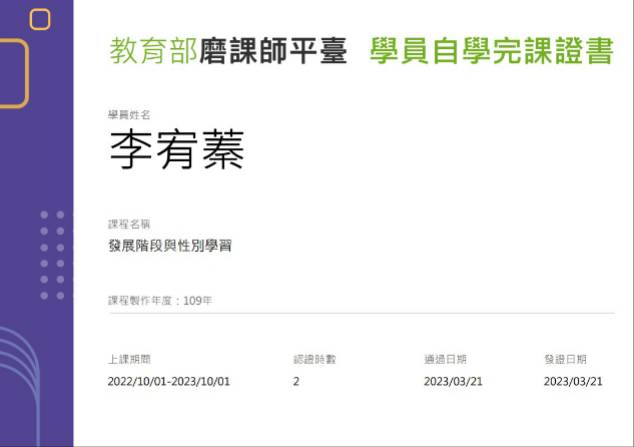 教育部磨課師平臺 學員自學完課證書
學員姓名
李宥蓁
課程名稱
發展階段與性別學習
課程製作年度：109年
上課期間 認證時數 通過日期 發證日期
2022/10/01-2023/10/01 2 2023/03/21 2023/03/21